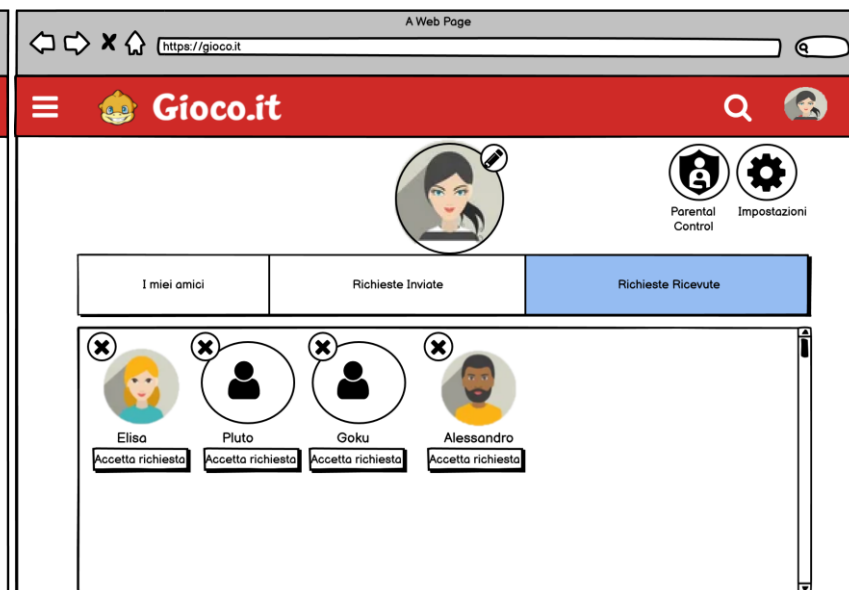 A Web Page
https://gioco.it
Gioco.it
Parental
Control
Impostazioni
I miei amici
Richieste Inviate
Richieste Ricevute
Elisa
Pluto
Goku
Alessandro
Accetta richiesta
Accetta richiesta
Accetta richiesta
Accetta richiesta